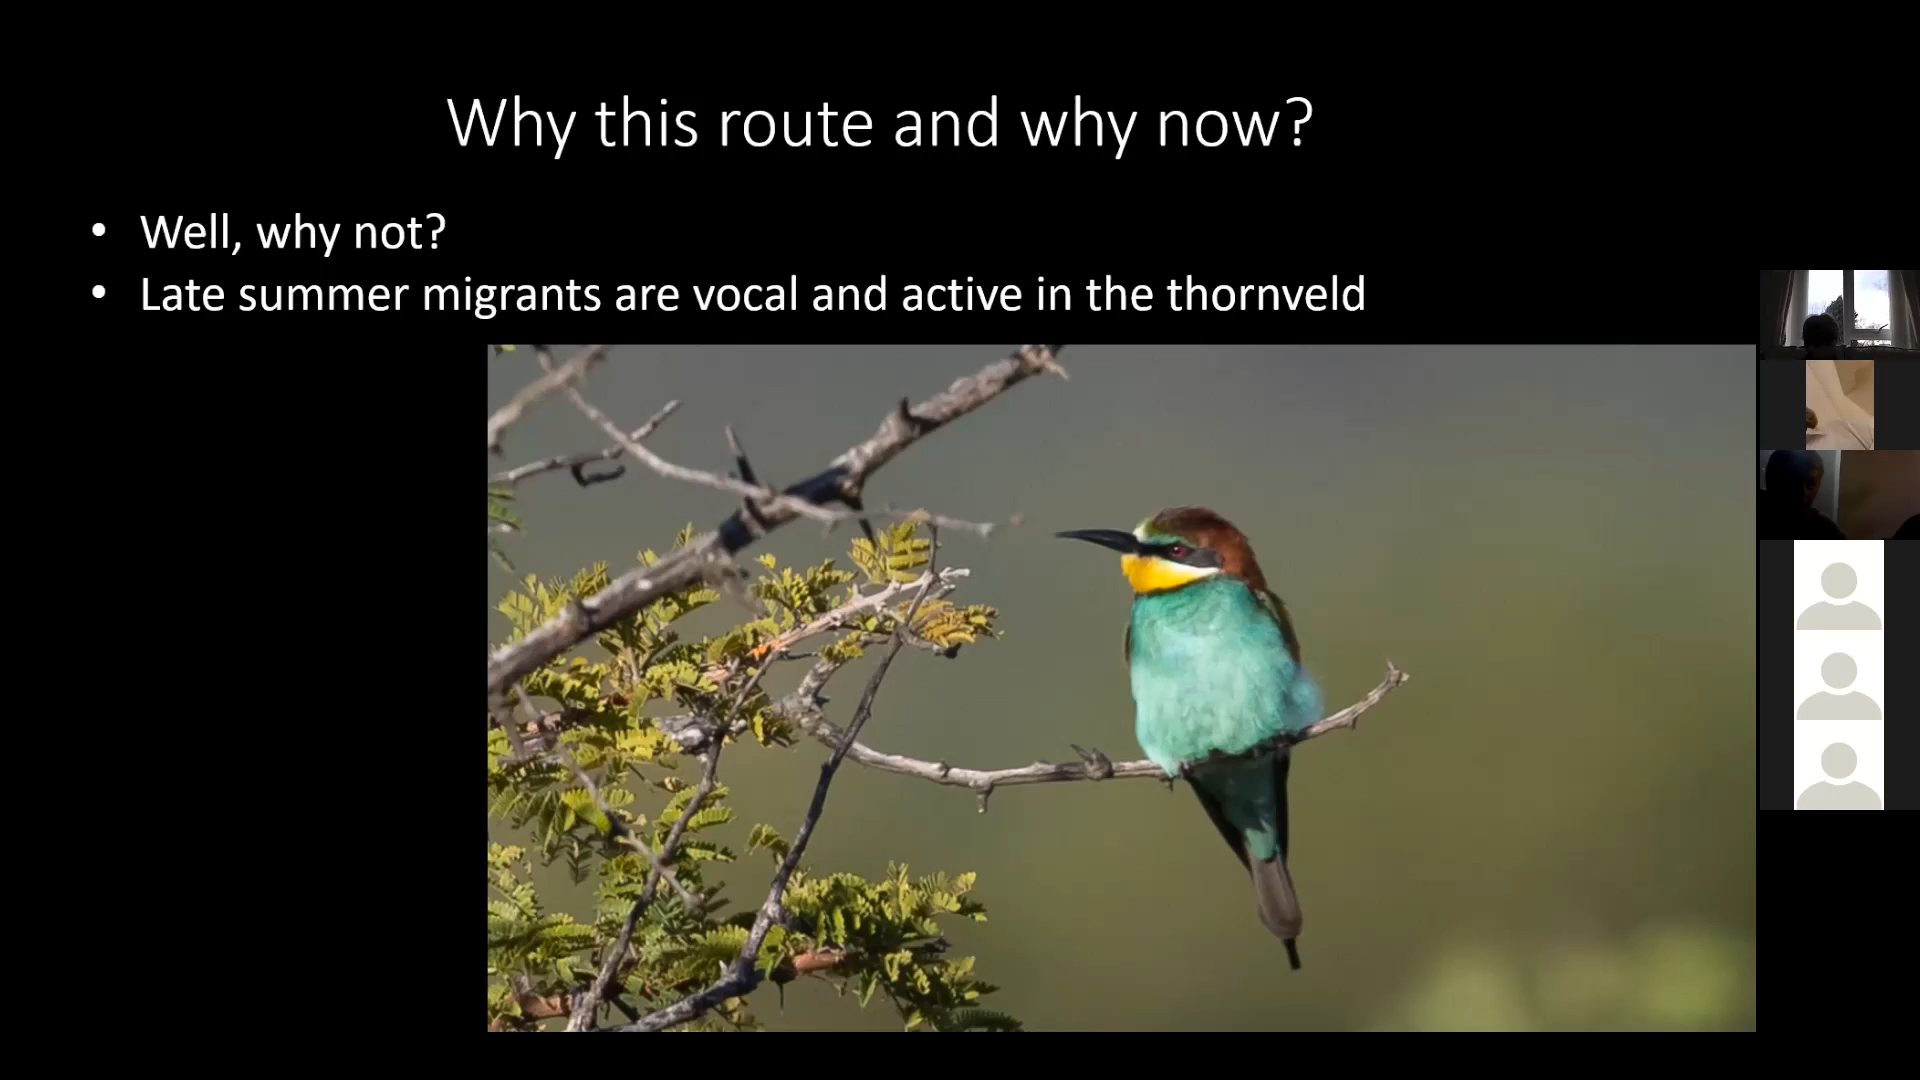 Why this route and why now?
• Well, why not?
• Late summer migrants are vocal and active in the thornveld